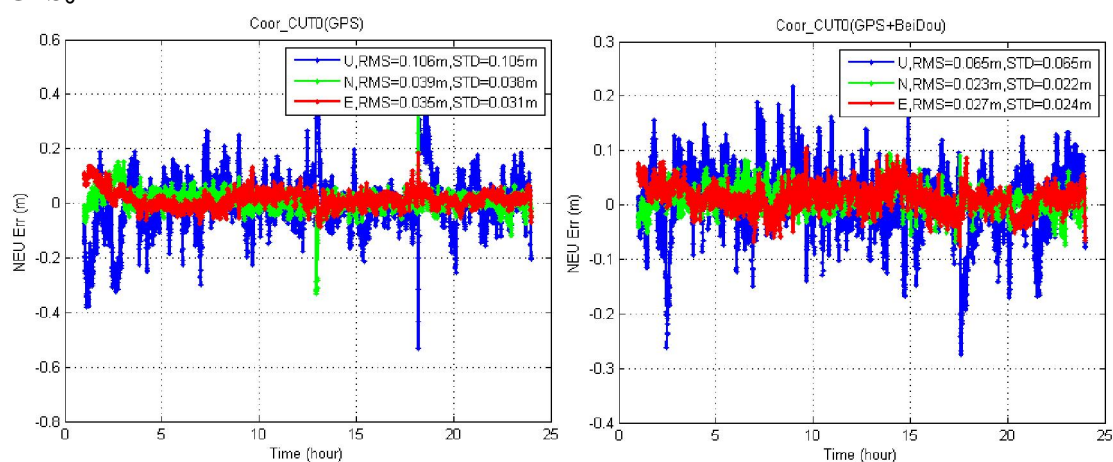 Coor_CUT0(GPS)
0.6
0.4
0.2
0
-0.2
-0.4
-0.6
-0.8
NEU Err (m)
U,RMS=0.106m,STD=0.105m
N,RMS=0.039m,STD=0.038m
E,RMS=0.035m,STD=0.031m
0 5 10 15 20 25
Time (hour)
Coor_CUT0(GPS+BeiDou)
0.3
0.2
0.1
0
-0.1
-0.2
-0.3
-0.4
NEU Err (m)
U,RMS=0.065m,STD=0.065m
N,RMS=0.023m,STD=0.022m
E,RMS=0.027m,STD=0.024m
0 5 10 15 20 25
Time (hour)